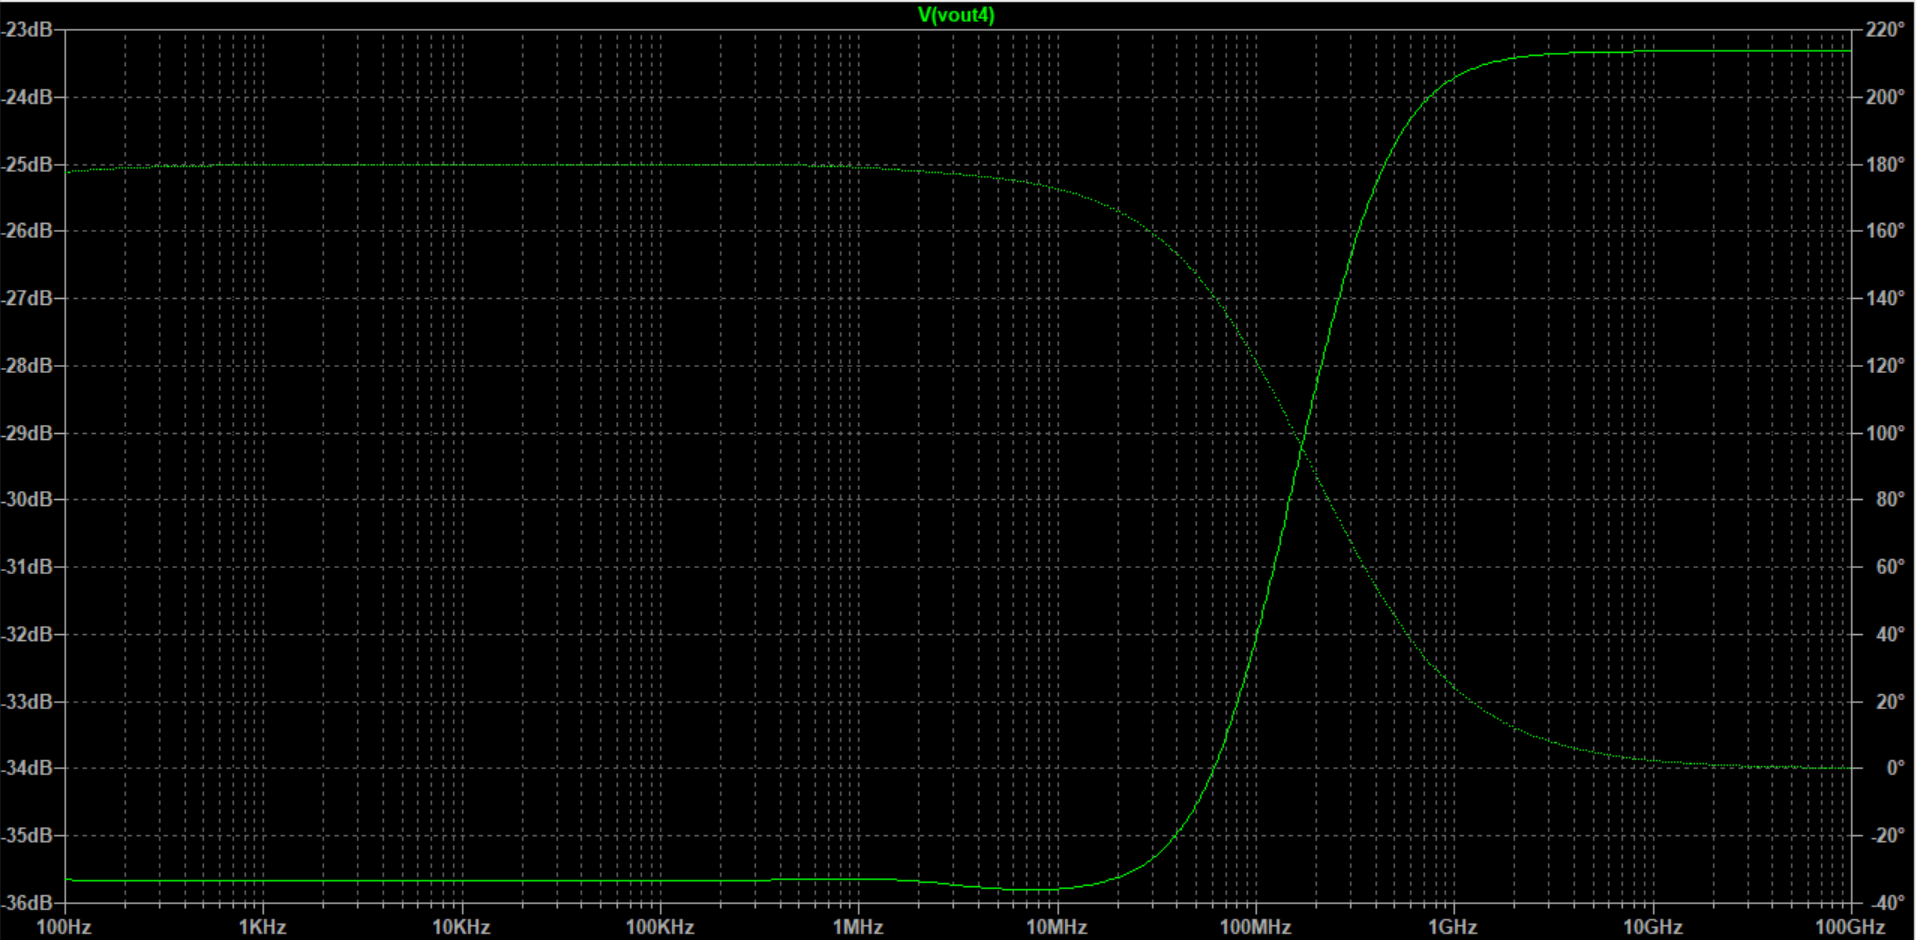 V(vout4)
-23dB 220°
-24dB 200°
-25dB 180°
-26dB 160°
-27dB 140°
-28dB 120°
-29dB 100°
-30dB 80°
-31dB 60°
-32dB 40°
-33dB 20°
-34dB 0°
-35dB -20°
-36dB -40°
100Hz 1KHz 10KHz 100KHz 1MHz 10MHz 100MHz 1GHz 10GHz 100GHz